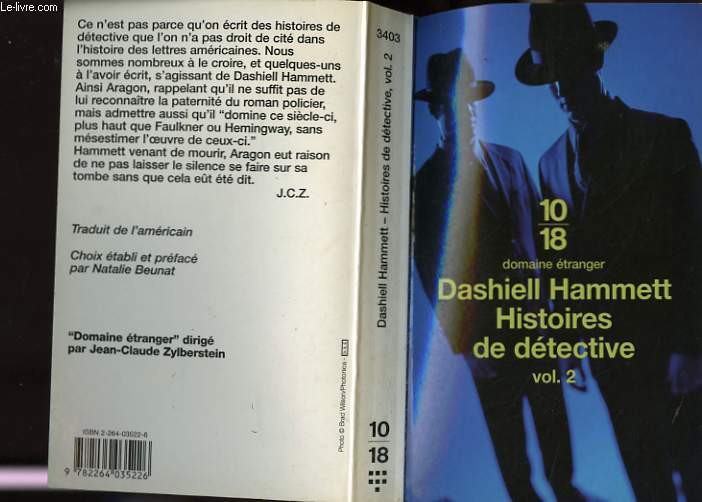 www.le-livre.com
Ce n'est pas parce qu'on écrit des histoires de
détective que l'on n'a pas droit de cité dans
l'histoire des lettres américaines. Nous
sommes nombreux à le croire, et quelques-uns
à l'avoir écrit, s'agissant de Dashiell Hammett.
Ainsi Aragon, rappelant qu'il ne suffit pas de
lui reconnaître la paternité du roman policier,
mais admettre aussi qu'il "domine ce siècle-ci,
plus haut que Faulkner ou Hemingway, sans
mésestimer l'œuvre de ceux-ci."
Hammett venant de mourir, Aragon eut raison
de ne pas laisser le silence se faire sur sa
tombe sans que cela eût été dit.
J.C.Z.
Traduit de l'américain
Choix établi et préfacé
par Natalie Beunat
"Domaine étranger" dirigé
par Jean-Claude Zylberstein
ISBN 2-264-03522-6
9 782264 035226
Photo © Brad Wilson/Photonica -
3403
Dashiell Hammett – Histoires de détective, vol. 2
10
18
10
18
domaine étranger
Dashiell Hammett
Histoires
de détective
vol. 2